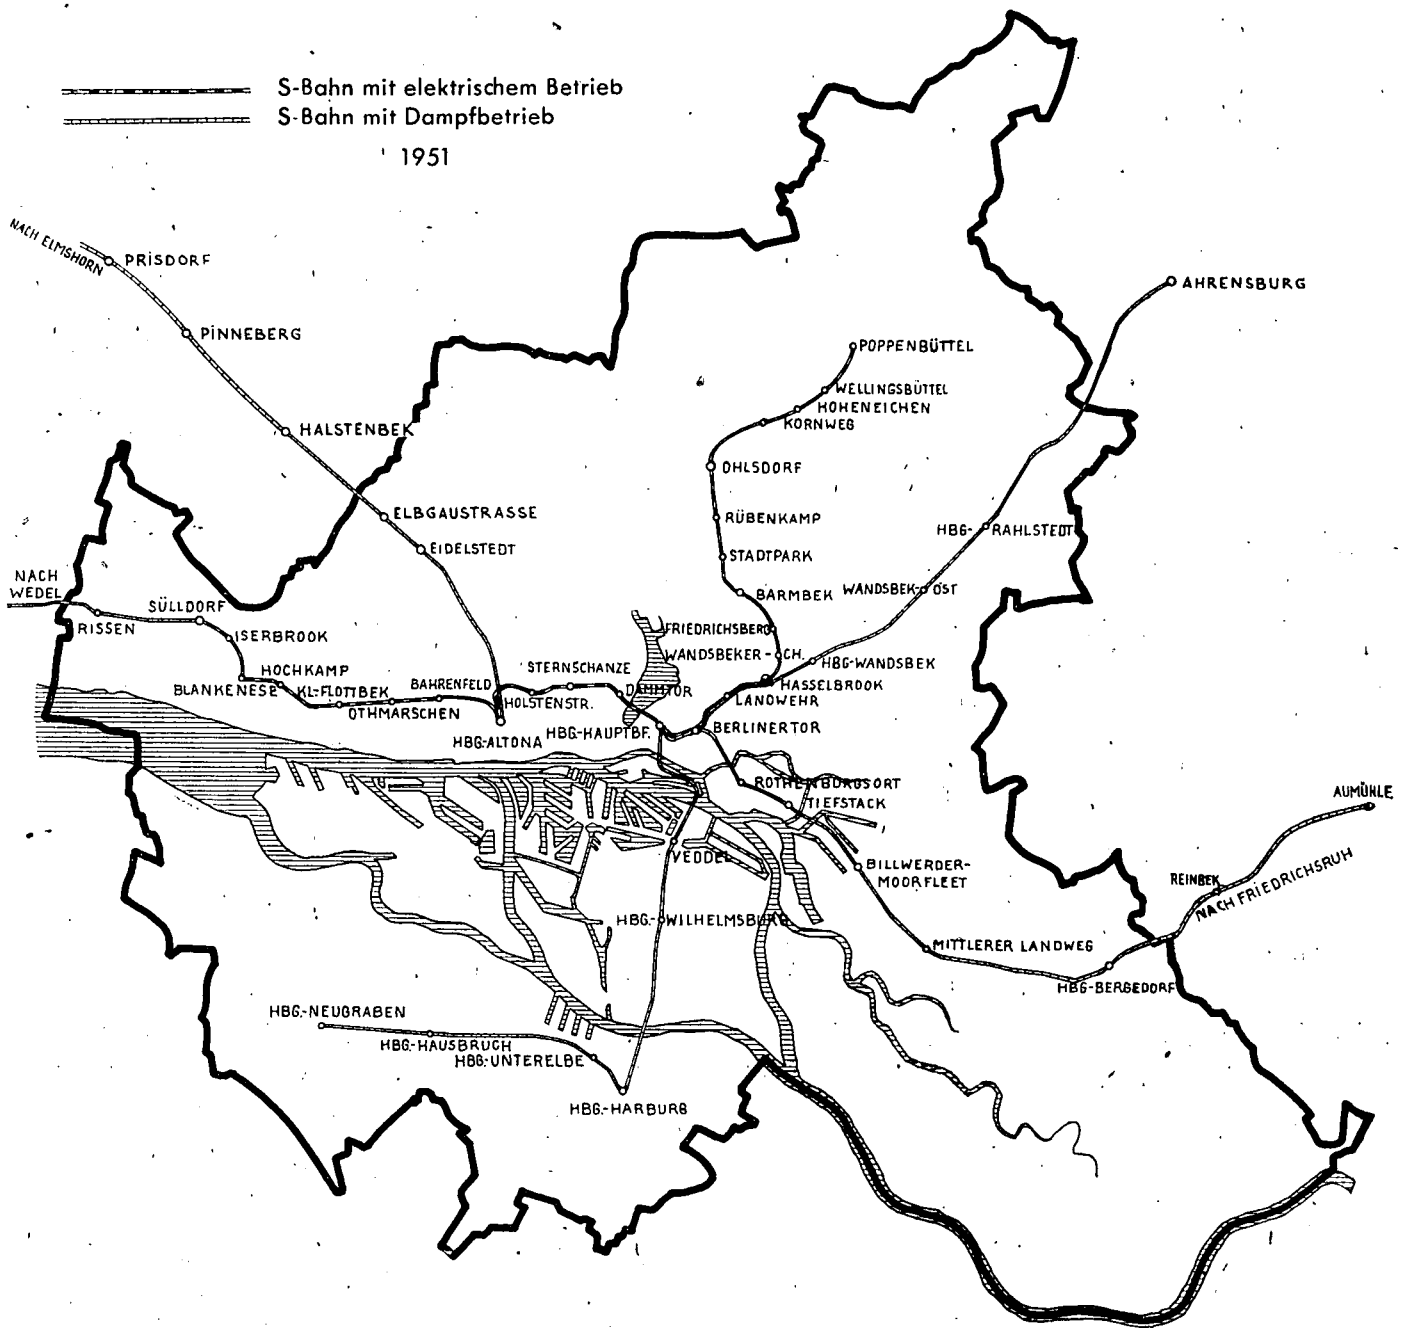 S-Bahn mit elektrischem Betrieb
S-Bahn mit Dampfbetrieb
1951
NACH ELMSHORN
PRISDORF
PINNEBERG
HALSTENBEK
ELBGAUSTRASSE
EIDELSTEDT
AHRENSBURG
POPPENBÜTTEL
WELLINGSBÜTTEL
HOHENEICHEN
KORNWEG
OHLSDORF
RÜBENKAMP
STADTPARK
BARMBEK
FRIEDRICHSBERG
WANDSBEKER-CH.
HBG-RAHLSTEDT
WANDSBEK-OST
HBG-WANDSBEK
HASSELBROOK
LANDWEHR
BERLINERTOR
NACH
WEDEL
RISSEN
SÜLLDORF
ISERBROOK
BLANKENESE
HOCHKAMP
KL-FLOTTBEK
OTHMARSCHEN
BAHRENFELD
HBG-ALTONA
HOLSTENSTR.
STERNSCHANZE
DAMMTOR
HBG-HAUPTBF.
ROTHENBURGSORT
TIEFSTACK
BILLWERDER-
MOORFLEET
MITTLERER LANDWEG
HBG-BERGEDORF
REINBEK
AUMÜHLE
NACH FRIEDRICHSRUH
VEDDEL
HBG.-WILHELMSBURG
HBG.-NEUGRABEN
HBG.-HAUSBRUCH
HBG.-UNTERELBE
HBG.-HARBURG